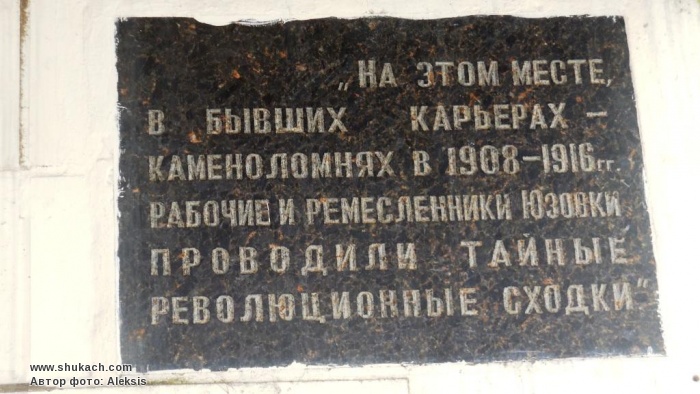 „НА ЭТОМ МЕСТЕ,
В БЫВШИХ КАРЬЕРАХ –
КАМЕНОЛОМНЯХ В 1908–1916гг.
РАБОЧИЕ И РЕМЕСЛЕННИКИ ЮЗОВКИ
ПРОВОДИЛИ ТАЙНЫЕ
РЕВОЛЮЦИОННЫЕ СХОДКИ"
www.shukach.com
Автор фото: Aleksis